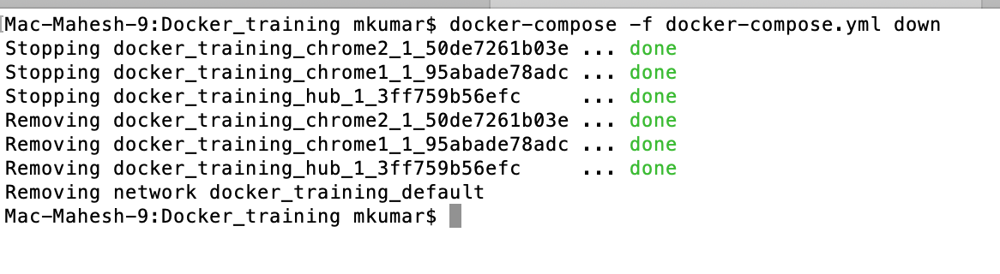 Mac-Mahesh-9:Docker_training mkumar$ docker-compose -f docker-compose.yml down
Stopping docker_training_chrome2_1_50de7261b03e ... done
Stopping docker_training_chrome1_1_95abade78adc ... done
Stopping docker_training_hub_1_3ff759b56efc     ... done
Removing docker_training_chrome2_1_50de7261b03e ... done
Removing docker_training_chrome1_1_95abade78adc ... done
Removing docker_training_hub_1_3ff759b56efc     ... done
Removing network docker_training_default
Mac-Mahesh-9:Docker_training mkumar$